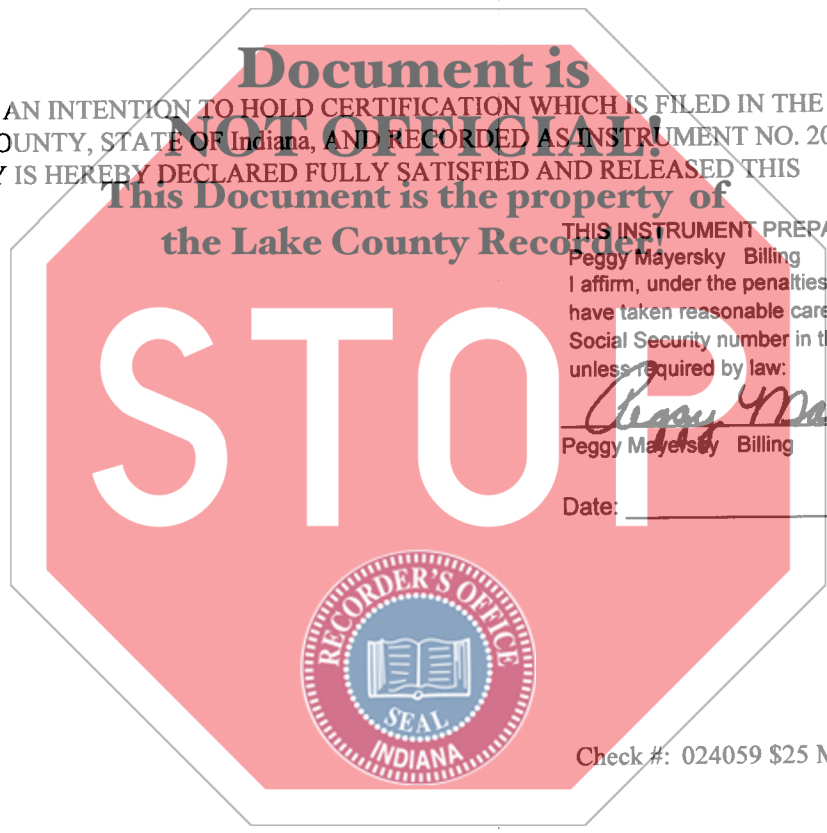 Document is
AN INTENTION TO HOLD CERTIFICATION WHICH IS FILED IN THE
OUNTY, STATE OF Indiana, AND RECORDED AS INSTRUMENT NO. 20
NOT OFFICIAL!
Y IS HEREBY DECLARED FULLY SATISFIED AND RELEASED THIS
This Document is the property of
the Lake County Recorder!
THIS INSTRUMENT PREPA
Peggy Mayersky Billing
I affirm, under the penalties
have taken reasonable care
Social Security number in th
unless required by law:
Peggy Ma
Peggy Mayersky Billing
Date:
STOP
RECORDER'S OFFICE
SEAL
INDIANA
Check #: 024059 $25 M